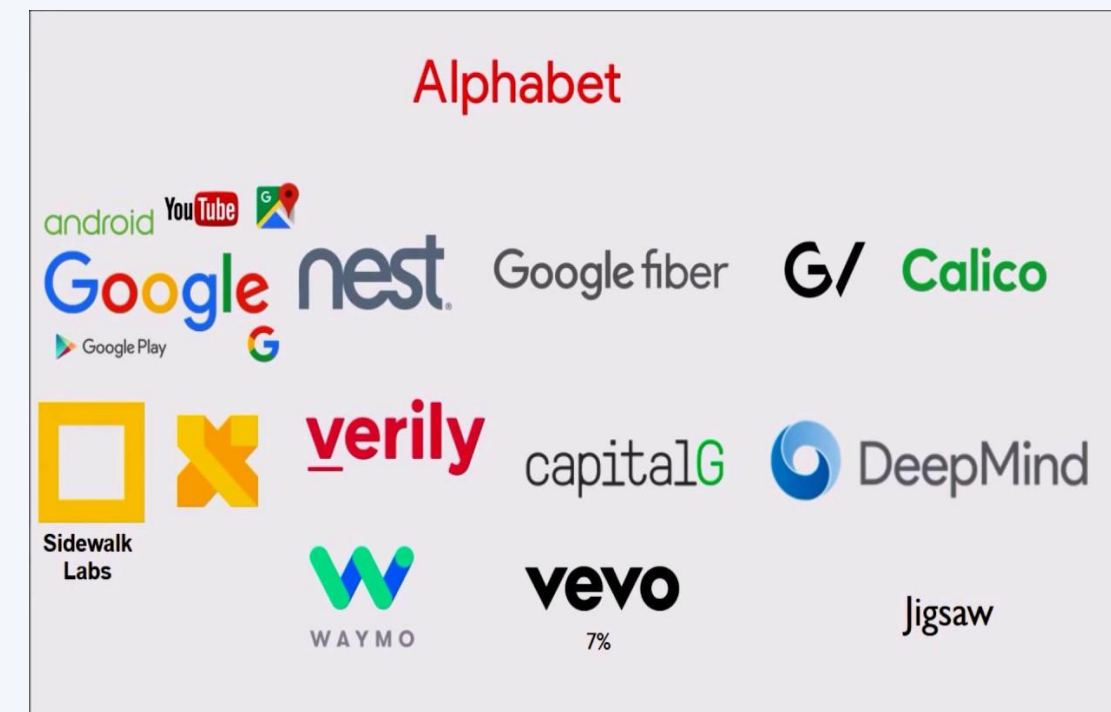 Alphabet
android YouTube G
Google
Google Play G
nest.®
Google fiber
G/
Calico
Sidewalk
Labs
X
verily
capitalG
DeepMind
W
WAYMO
vevo
7%
Jigsaw